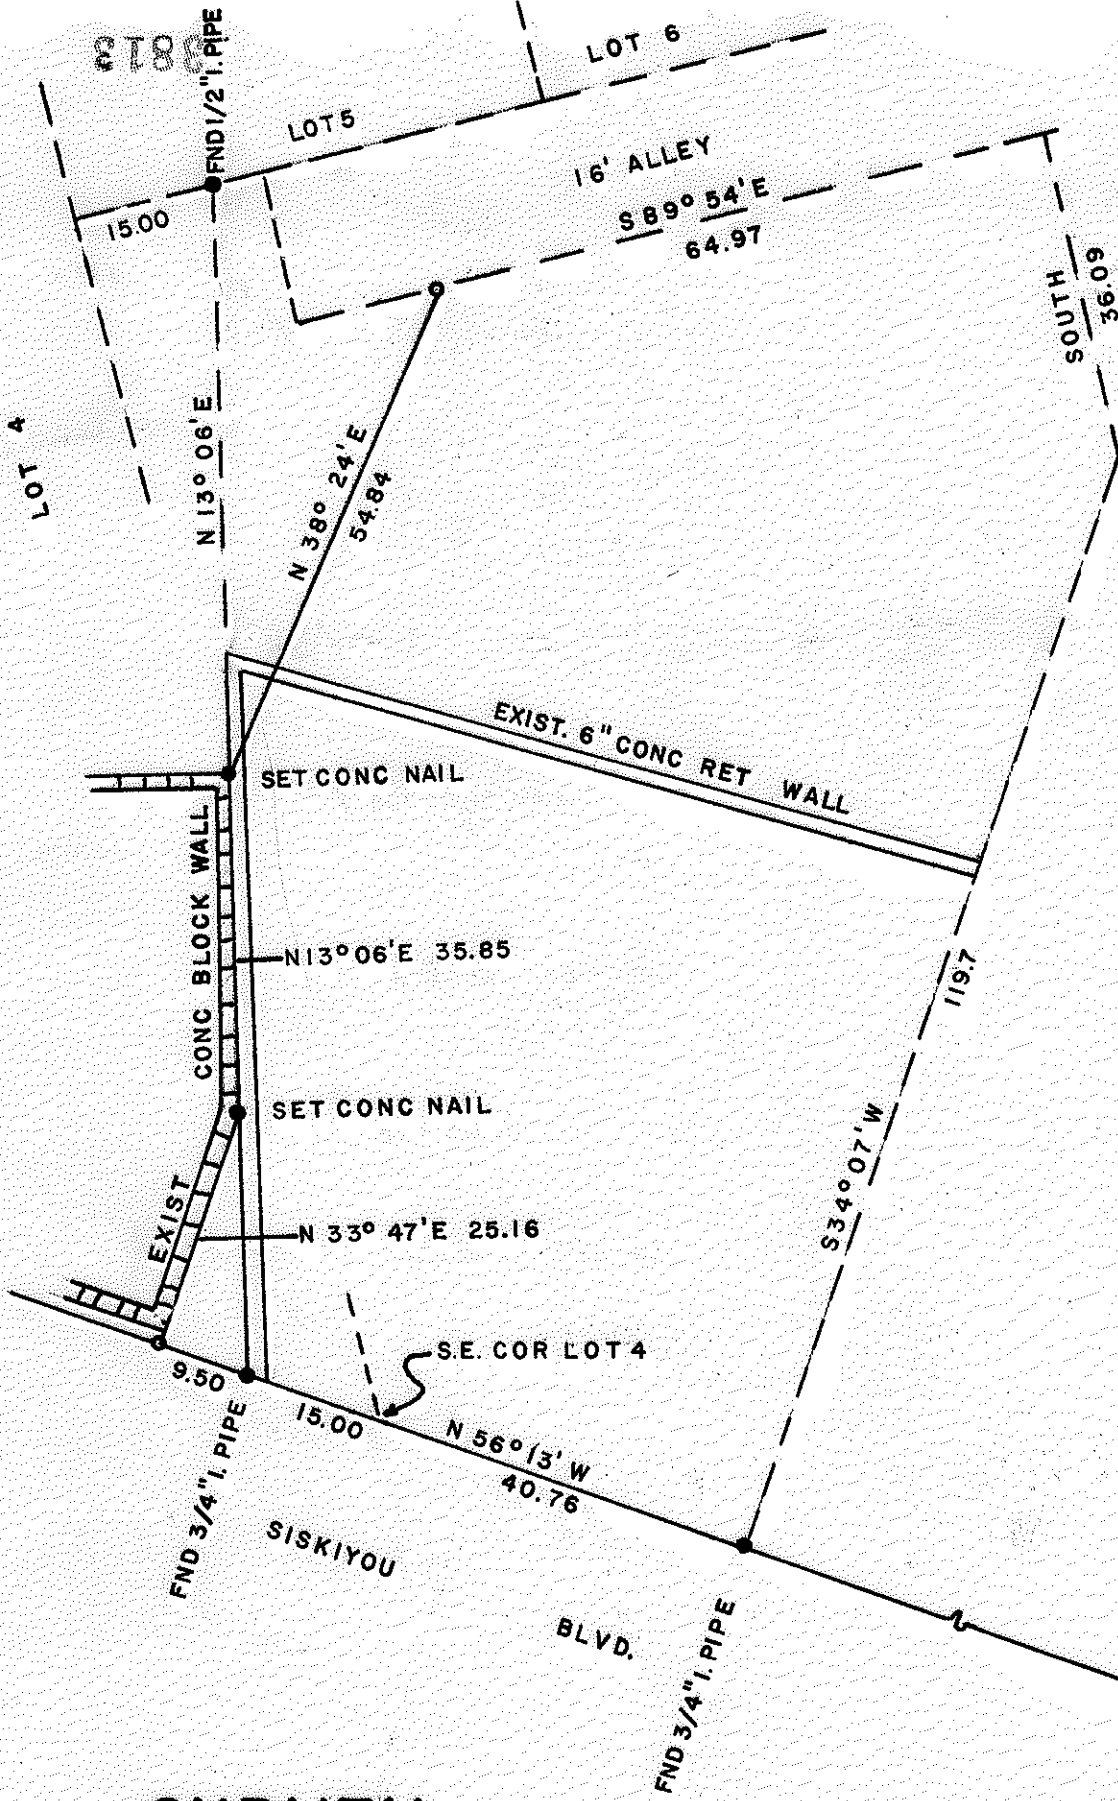 3813
FND 1/2" I. PIPE
LOT 6
LOT 5
16' ALLEY
15.00
S 89° 54' E
64.97
SOUTH
36.09
LOT 4
N 13° 06' E
N 38° 24' E
54.84
EXIST. 6" CONC RET WALL
SET CONC NAIL
CONC BLOCK WALL
N 13° 06' E 35.85
119.7
SET CONC NAIL
S 34° 07' W
EXIST
N 33° 47' E 25.16
S.E. COR LOT 4
9.50
15.00
N 56° 13' W
40.76
FND 3/4" I. PIPE
SISKIYOU
BLVD.
FND 3/4" I. PIPE